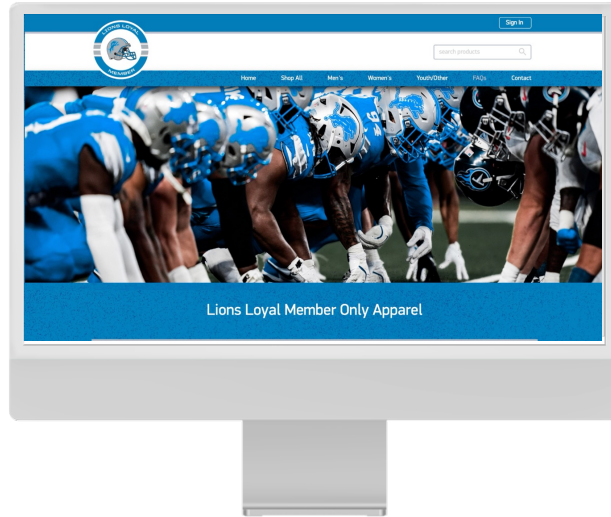 Sign In
LIONS LOYAL
MEMBER
search products
Home Shop All Men's Women's Youth/Other FAQs Contact
Lions Loyal Member Only Apparel